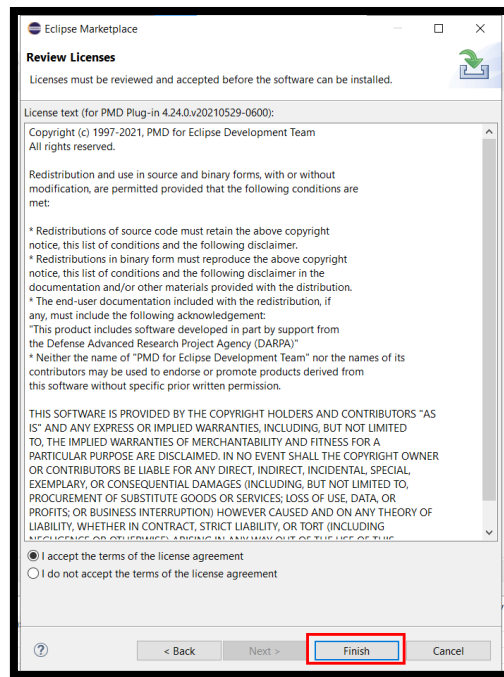 Eclipse Marketplace
Review Licenses
Licenses must be reviewed and accepted before the software can be installed.
License text (for PMD Plug-in 4.24.0.v20210529-0600):
Copyright (c) 1997-2021, PMD for Eclipse Development Team
All rights reserved.
Redistribution and use in source and binary forms, with or without
modification, are permitted provided that the following conditions are
met:
* Redistributions of source code must retain the above copyright
notice, this list of conditions and the following disclaimer.
* Redistributions in binary form must reproduce the above copyright
notice, this list of conditions and the following disclaimer in the
documentation and/or other materials provided with the distribution.
* The end-user documentation included with the redistribution, if
any, must include the following acknowledgement:
"This product includes software developed in part by support from
the Defense Advanced Research Project Agency (DARPA)"
* Neither the name of "PMD for Eclipse Development Team" nor the names of its
contributors may be used to endorse or promote products derived from
this software without specific prior written permission.
THIS SOFTWARE IS PROVIDED BY THE COPYRIGHT HOLDERS AND CONTRIBUTORS "AS
IS" AND ANY EXPRESS OR IMPLIED WARRANTIES, INCLUDING, BUT NOT LIMITED
TO, THE IMPLIED WARRANTIES OF MERCHANTABILITY AND FITNESS FOR A
PARTICULAR PURPOSE ARE DISCLAIMED. IN NO EVENT SHALL THE COPYRIGHT OWNER
OR CONTRIBUTORS BE LIABLE FOR ANY DIRECT, INDIRECT, INCIDENTAL, SPECIAL,
EXEMPLARY, OR CONSEQUENTIAL DAMAGES (INCLUDING, BUT NOT LIMITED TO,
PROCUREMENT OF SUBSTITUTE GOODS OR SERVICES; LOSS OF USE, DATA, OR
PROFITS; OR BUSINESS INTERRUPTION) HOWEVER CAUSED AND ON ANY THEORY OF
LIABILITY, WHETHER IN CONTRACT, STRICT LIABILITY, OR TORT (INCLUDING
NEGLIGENCE OR OTHERWISE) ARISING IN ANY WAY OUT OF THE USE OF THIS
I accept the terms of the license agreement
I do not accept the terms of the license agreement
? < Back Next > Finish Cancel